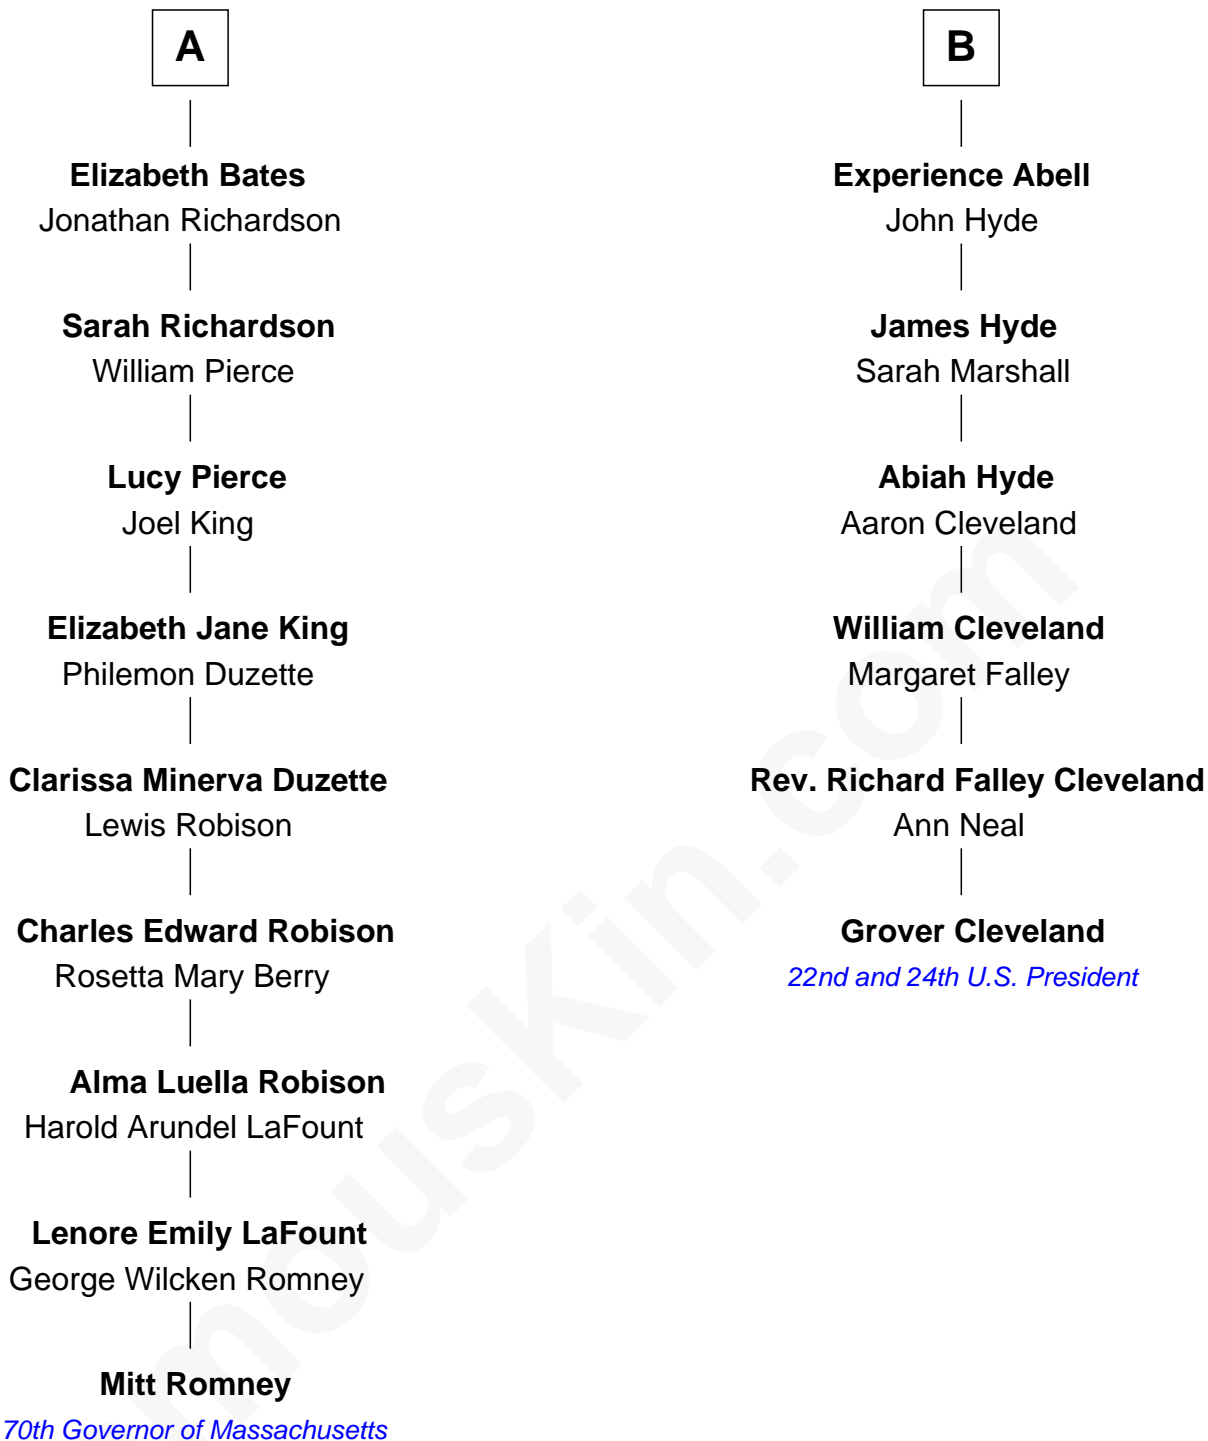 A
Elizabeth Bates
Jonathan Richardson
Sarah Richardson
William Pierce
Lucy Pierce
Joel King
Elizabeth Jane King
Philemon Duzette
Clarissa Minerva Duzette
Lewis Robison
Charles Edward Robison
Rosetta Mary Berry
Alma Luella Robison
Harold Arundel LaFount
Lenore Emily LaFount
George Wilcken Romney
Mitt Romney
70th Governor of Massachusetts
B
Experience Abell
John Hyde
James Hyde
Sarah Marshall
Abiah Hyde
Aaron Cleveland
William Cleveland
Margaret Falley
Rev. Richard Falley Cleveland
Ann Neal
Grover Cleveland
22nd and 24th U.S. President
mousKin.com